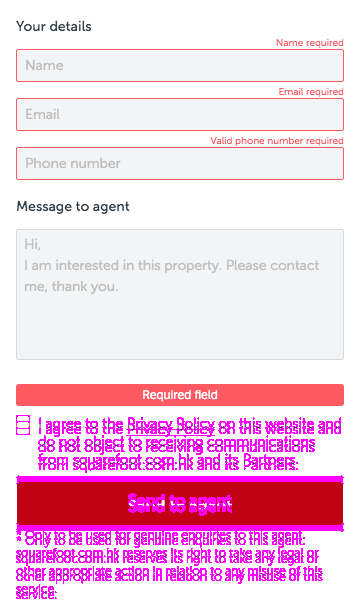 Your details
Name required
Name
Email required
Email
Valid phone number required
Phone number
Message to agent
Hi,
I am interested in this property. Please contact
me, thank you.
Required field
I agree to the Privacy Policy on this website and
do not object to receiving communications
from squarefoot.com.hk and its Partners.
Send to agent
* Only to be used for genuine enquiries to this agent.
squarefoot.com.hk reserves its right to take any legal or
other appropriate action in relation to any misuse of this
service.